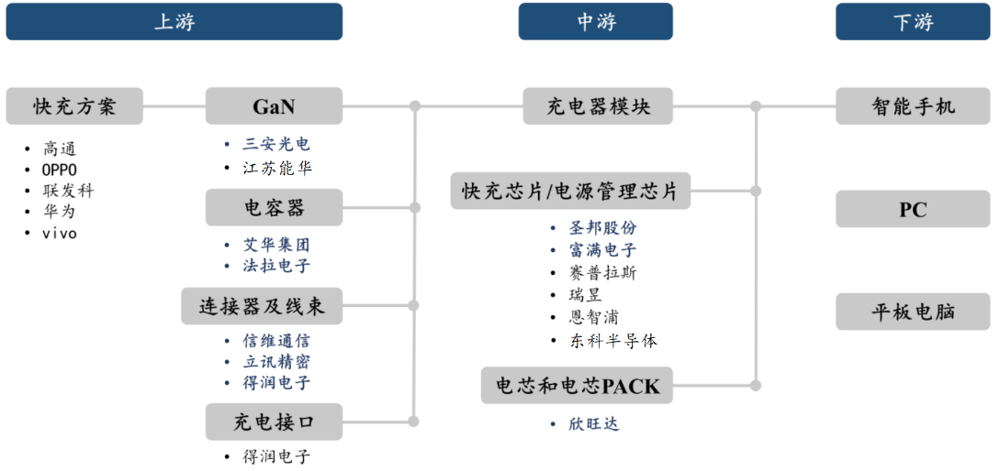 上游
中游
下游
快充方案
• 高通
• OPPO
• 联发科
• 华为
• vivo
GaN
• 三安光电
• 江苏能华
电容器
• 艾华集团
• 法拉电子
连接器及线束
• 信维通信
• 立讯精密
• 得润电子
充电接口
• 得润电子
充电器模块
快充芯片/电源管理芯片
• 圣邦股份
• 富满电子
• 赛普拉斯
• 瑞昱
• 恩智浦
• 东科半导体
电芯和电芯PACK
• 欣旺达
智能手机
PC
平板电脑